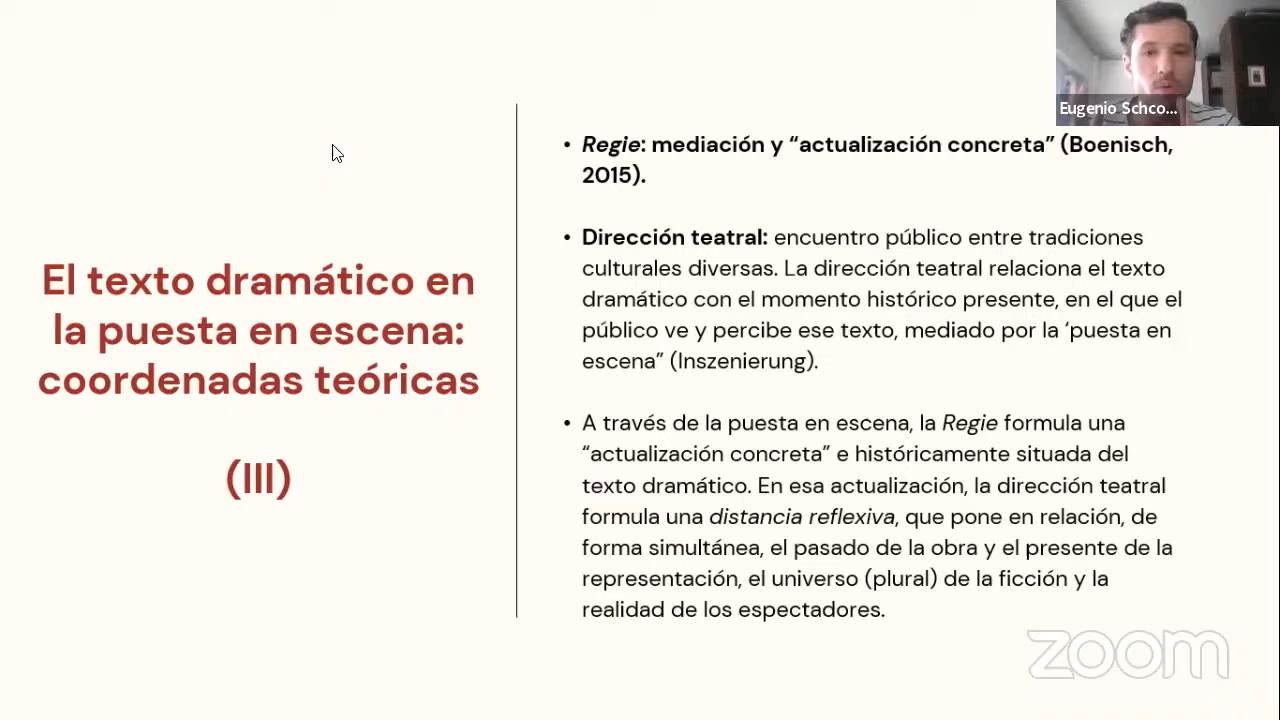 Eugenio Schco...
El texto dramático en
la puesta en escena:
coordenadas teóricas
(III)
• Regie: mediación y “actualización concreta” (Boenisch,
2015).
• Dirección teatral: encuentro público entre tradiciones
culturales diversas. La dirección teatral relaciona el texto
dramático con el momento histórico presente, en el que el
público ve y percibe ese texto, mediado por la ‘puesta en
escena” (Inszenierung).
• A través de la puesta en escena, la Regie formula una
“actualización concreta” e históricamente situada del
texto dramático. En esa actualización, la dirección teatral
formula una distancia reflexiva, que pone en relación, de
forma simultánea, el pasado de la obra y el presente de la
representación, el universo (plural) de la ficción y la
realidad de los espectadores.
zoom